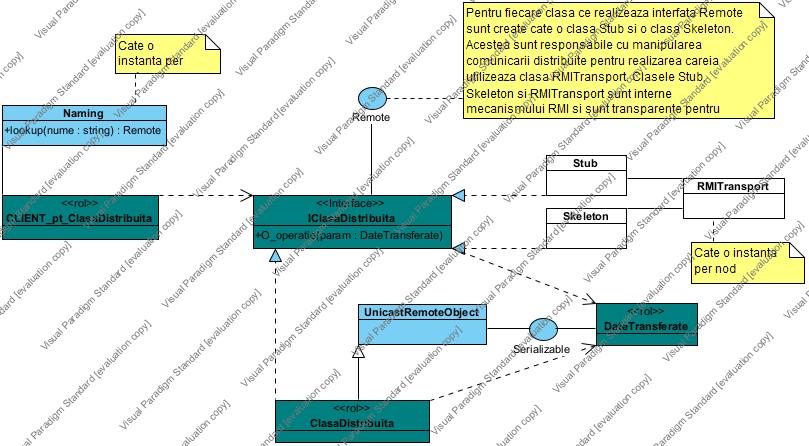 Pentru fiecare clasa ce realizeaza interfata Remote
sunt create cate o clasa Stub si o clasa Skeleton.
Acestea sunt responsabile cu manipularea
comunicarii distribuite pentru realizarea careia
utilizeaza clasa RMITransport. Clasele Stub,
Skeleton si RMITransport sunt interne
mecanismului RMI si sunt transparente pentru
Cate o
instanta per
Remote
Naming
+lookup(nume : string) : Remote
Stub
RMITransport
<<rol>>
CLIENT_pt_ClasaDistribuita
<<Interface>>
IClasaDistribuita
+O_operatie(param : DateTransferate)
Skeleton
Cate o instanta
per nod
UnicastRemoteObject
Serializable
<<rol>>
DateTransferate
<<rol>>
ClasaDistribuita
Visual Paradigm Standard [evaluation copy]